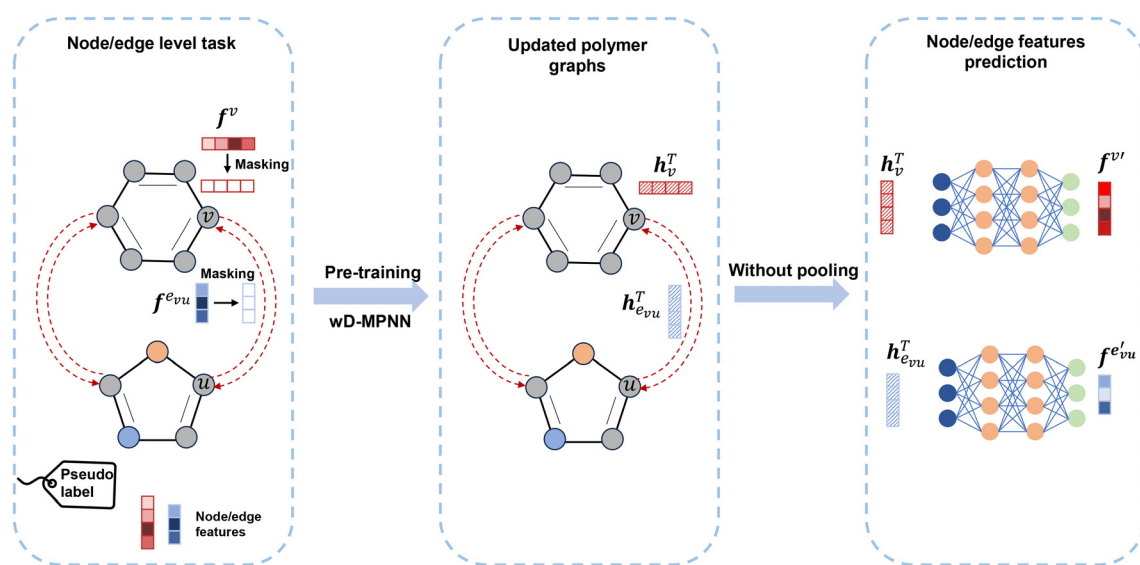 Node/edge level task
f^v
Masking
v
Masking
f^{e_{vu}}
u
Pseudo
label
Node/edge
features
Pre-training
wD-MPNN
Updated polymer
graphs
h_v^T
v
h_{e_{vu}}^T
u
Without pooling
Node/edge features
prediction
h_v^T
f^{v'}
h_{e_{vu}}^T
f^{e'_{vu}}